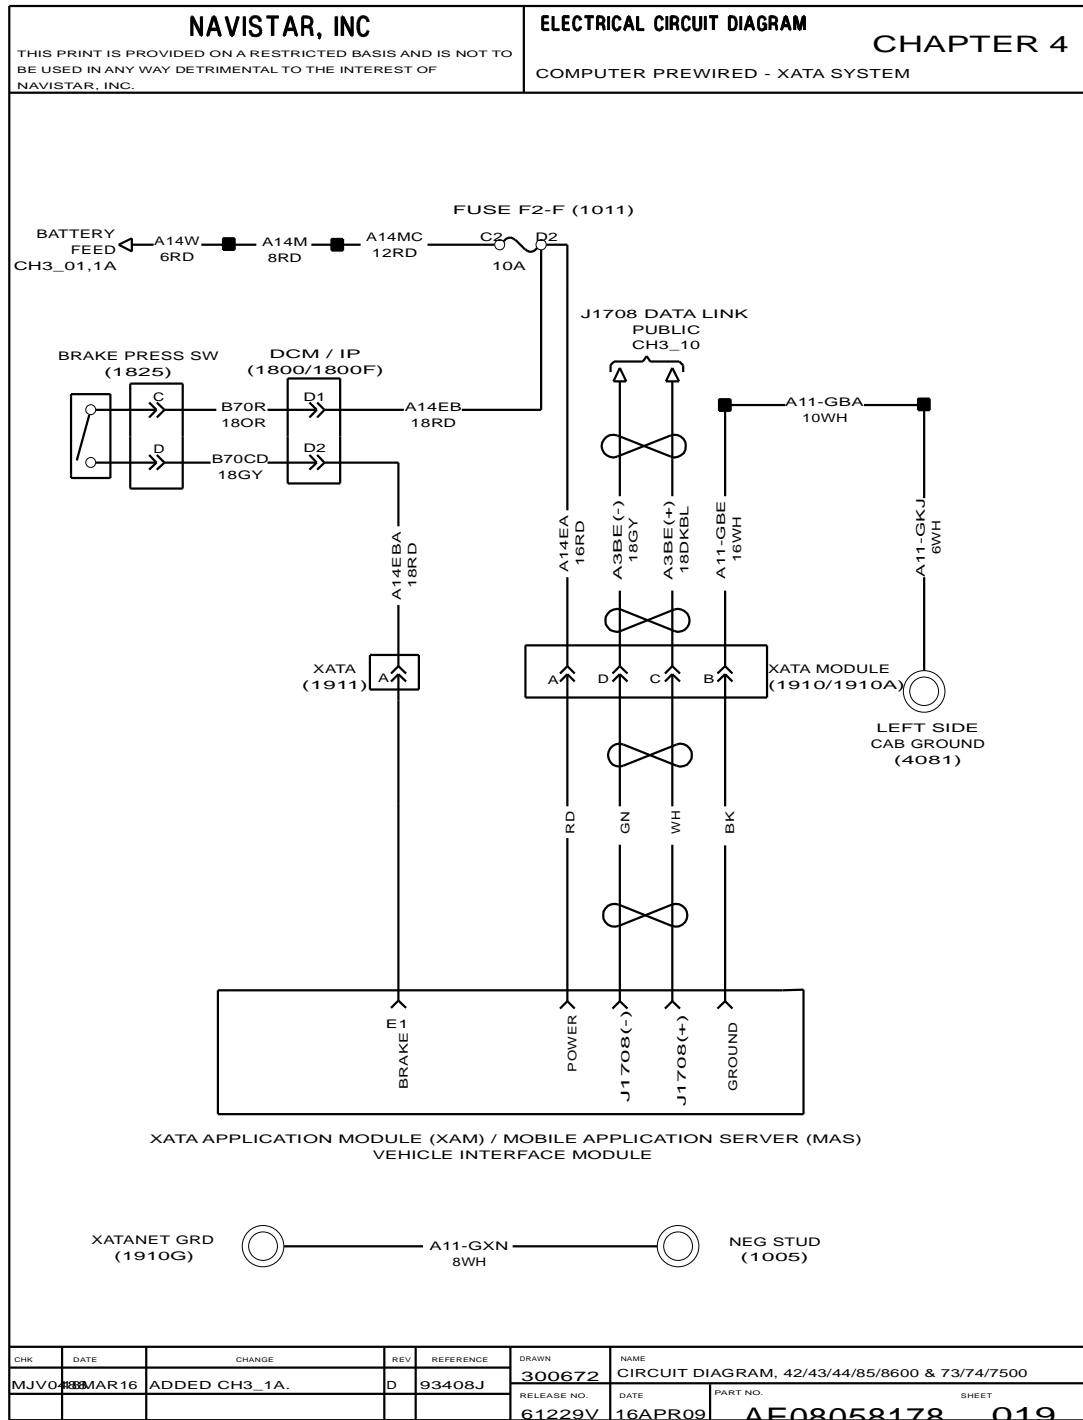 NAVISTAR, INC
THIS PRINT IS PROVIDED ON A RESTRICTED BASIS AND IS NOT TO
BE USED IN ANY WAY DETRIMENTAL TO THE INTEREST OF
NAVISTAR, INC.
ELECTRICAL CIRCUIT DIAGRAM
CHAPTER 4
COMPUTER PREWIRED - XATA SYSTEM
FUSE F2-F (1011)
BATTERY
FEED
CH3_01,1A
A14W
6RD
A14M
8RD
A14MC
12RD
C2
D2
10A
J1708 DATA LINK
PUBLIC
CH3_10
BRAKE PRESS SW
(1825)
DCM / IP
(1800/1800F)
C
B70R
18OR
D1
A14EB
18RD
D
B70CD
18GY
D2
A11-GBA
10WH
A14EBA
18RD
A14EA
16RD
A3BE(-)
18GY
A3BE(+)
18DKBL
A11-GBE
16WH
A11-GKJ
6WH
XATA
(1911)
A
A
D
C
B
XATA MODULE
(1910/1910A)
LEFT SIDE
CAB GROUND
(4081)
RD
GN
WH
BK
E1
BRAKE
POWER
J1708(-)
J1708(+)
GROUND
XATA APPLICATION MODULE (XAM) / MOBILE APPLICATION SERVER (MAS)
VEHICLE INTERFACE MODULE
XATANET GRD
(1910G)
A11-GXN
8WH
NEG STUD
(1005)
CHK
DATE
CHANGE
REV
REFERENCE
ADDED CH3_1A.
D
93408J
DRAWN
300672
NAME
CIRCUIT DIAGRAM, 42/43/44/85/8600 & 73/74/7500
RELEASE NO.
61229V
DATE
16APR09
PART NO.
AE08058178
SHEET
019